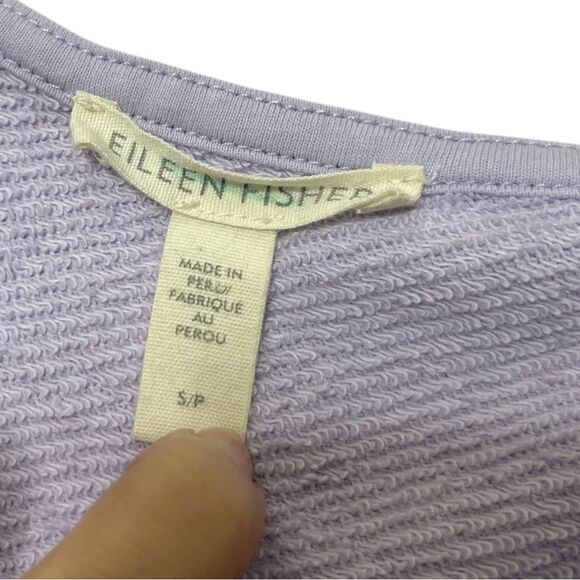 EILEEN FISHER
MADE IN
PERU/
FABRIQUE
AU
PEROU
S/P